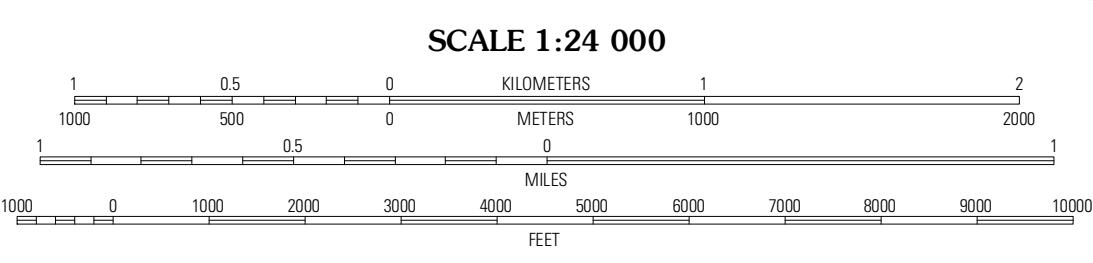 SCALE 1:24 000
1 0.5 0 KILOMETERS 1 2
1000 500 0 METERS 1000 2000
1 0.5 0 1
MILES
1000 0 1000 2000 3000 4000 5000 6000 7000 8000 9000 10000
FEET